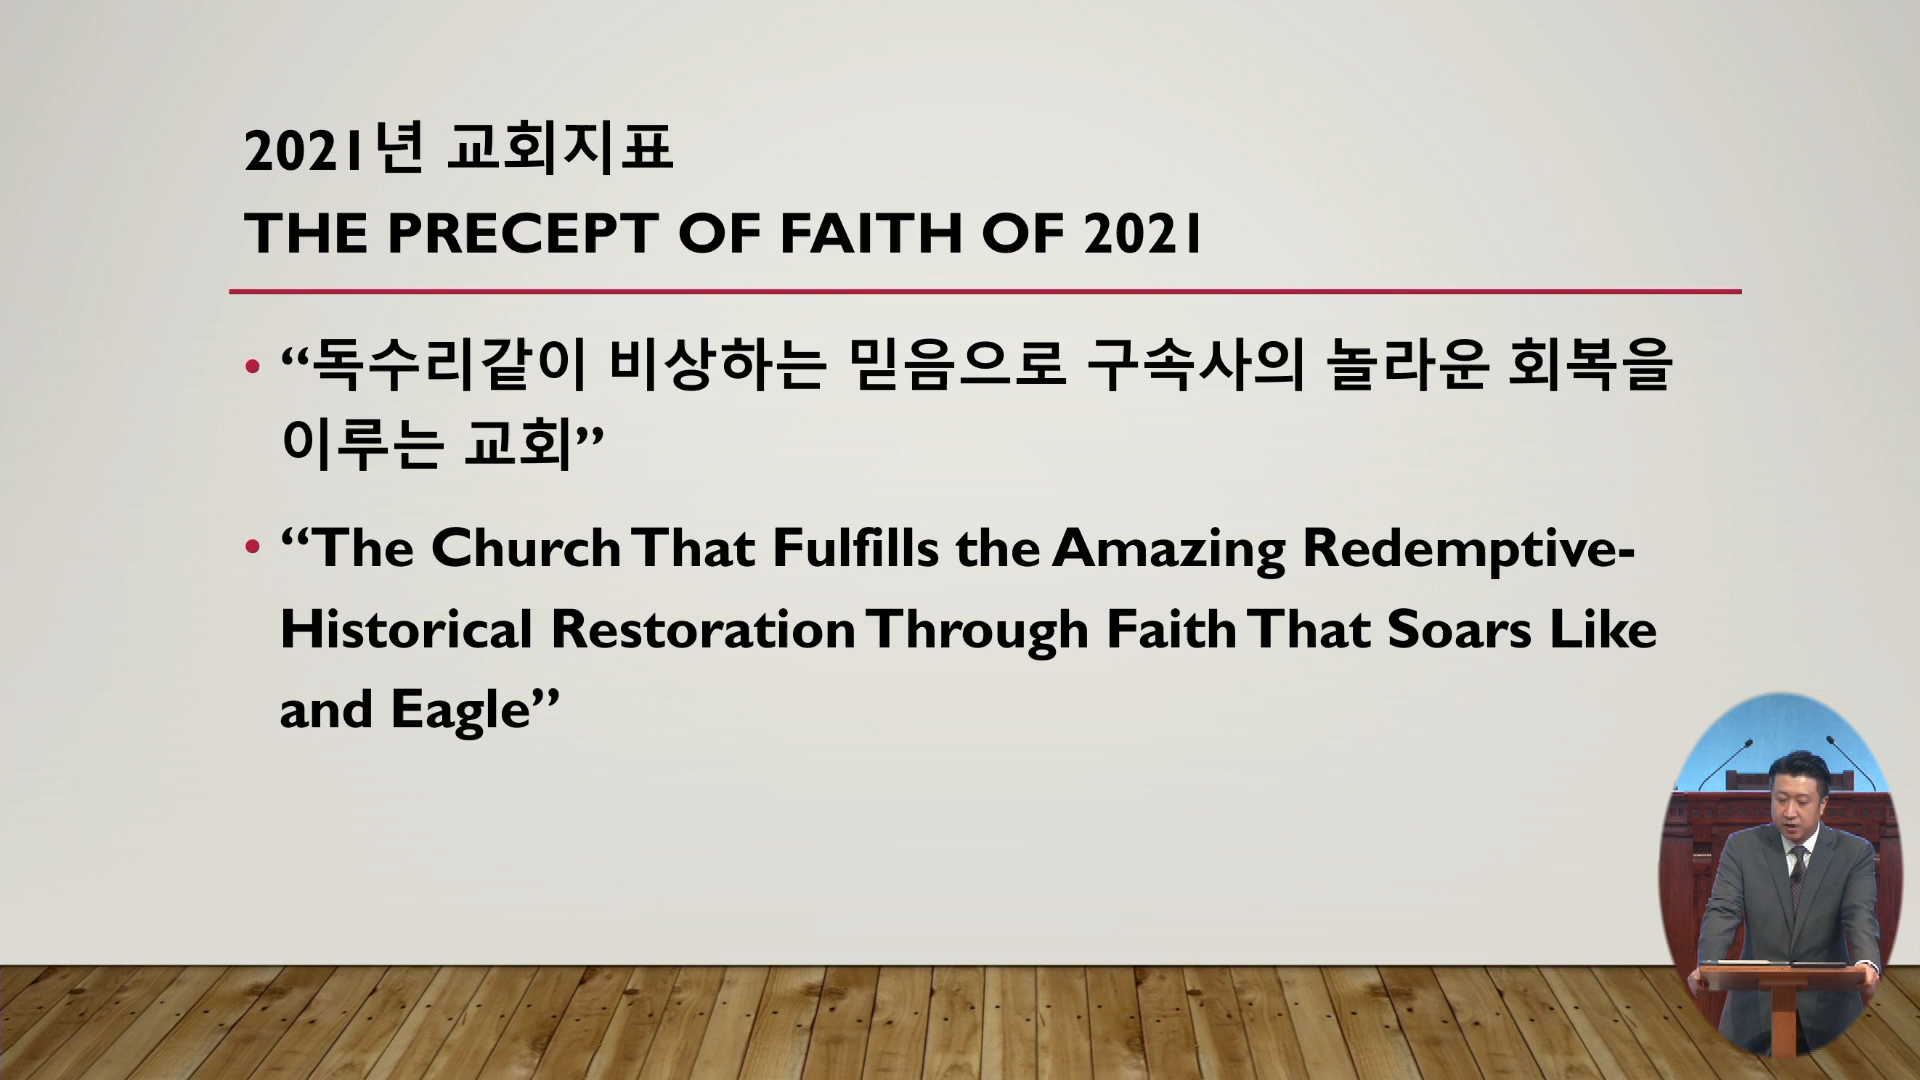 2021년 교회지표
THE PRECEPT OF FAITH OF 2021
• “독수리같이 비상하는 믿음으로 구속사의 놀라운 회복을
이루는 교회”
• “The Church That Fulfills the Amazing Redemptive-
Historical Restoration Through Faith That Soars Like
and Eagle”